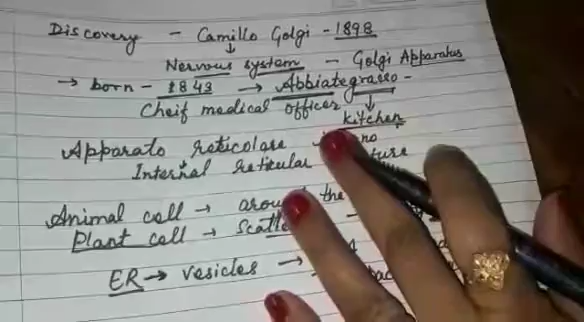 Discovery - Camillo Golgi - 1898
↓
Nervous system - Golgi Apparatus
→ born - 1843 → Abbiategrasso -
Cheif medical officer ↓
kitchen
Apparato reticolare
Internal reticular
Animal cell → around the
Plant cell →
ER → vesicles →